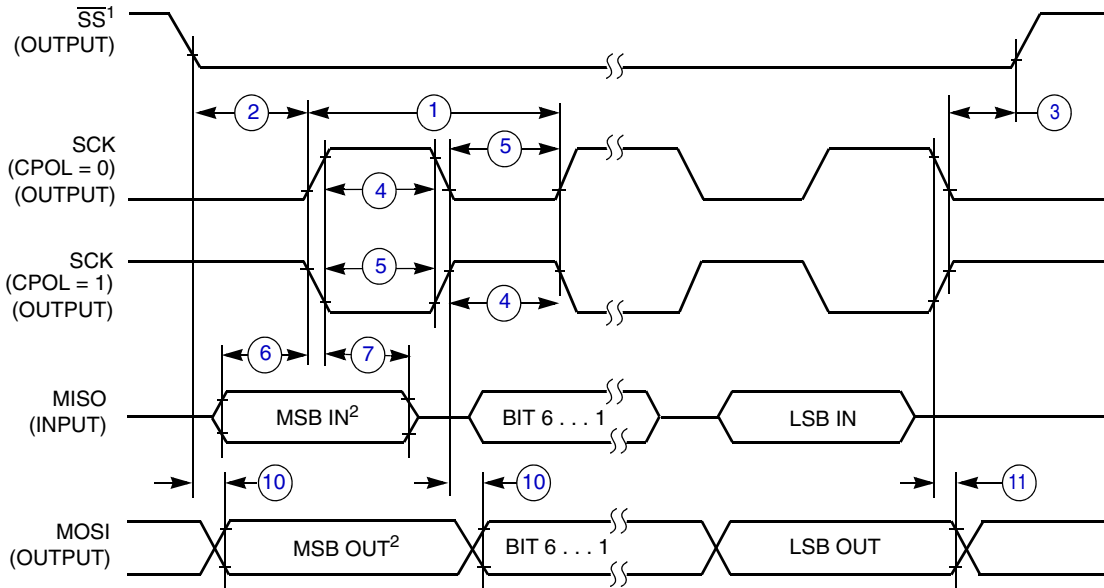 SS¹
(OUTPUT)
2
1
3
SCK
(CPOL = 0)
(OUTPUT)
5
4
SCK
(CPOL = 1)
(OUTPUT)
5
4
6
7
MISO
(INPUT)
MSB IN²
BIT 6 . . . 1
LSB IN
10
10
11
MOSI
(OUTPUT)
MSB OUT²
BIT 6 . . . 1
LSB OUT